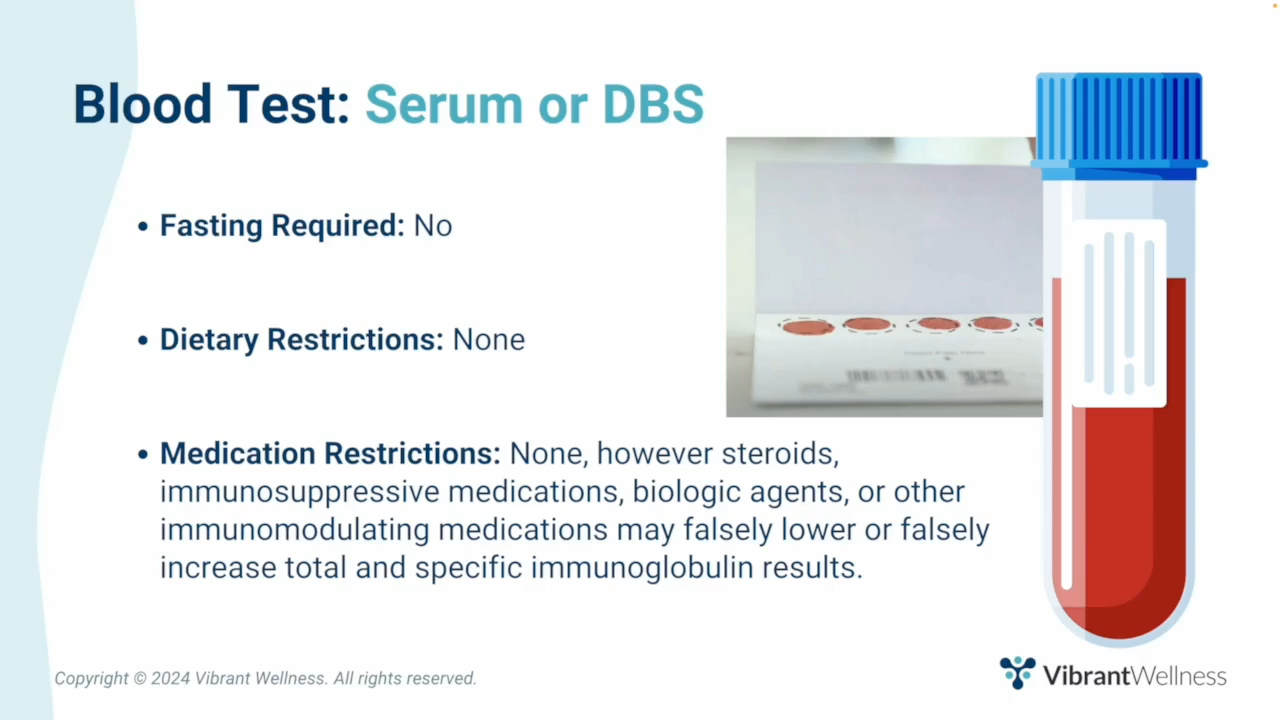 Blood Test: Serum or DBS
• Fasting Required: No
• Dietary Restrictions: None
• Medication Restrictions: None, however steroids,
immunosuppressive medications, biologic agents, or other
immunomodulating medications may falsely lower or falsely
increase total and specific immunoglobulin results.
Copyright © 2024 Vibrant Wellness. All rights reserved.
VibrantWellness